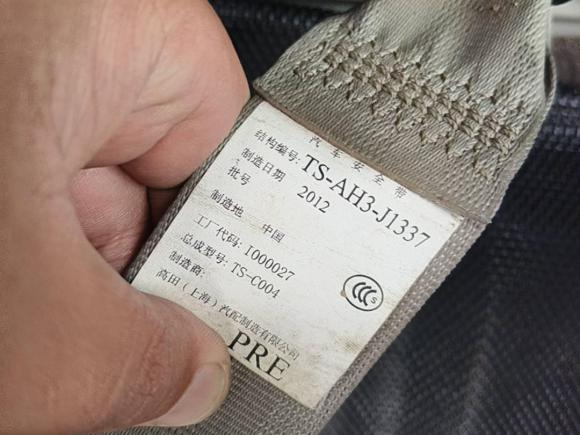 汽车安全带
结构编号: TS-AH3-J1337
制造日期 2012
批号
制造地 中国
工厂代码: I000027
总成型号: TS-C004
制造商:
高田(上海)汽配制造有限公司
PRE
CCC S